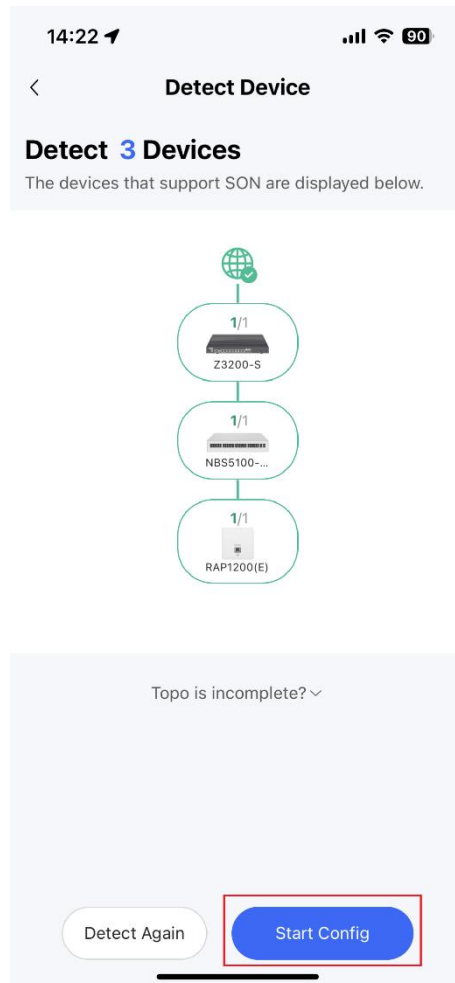 14:22
90
Detect Device
Detect 3 Devices
The devices that support SON are displayed below.
1/1
Z3200-S
1/1
NBS5100-...
1/1
RAP1200(E)
Topo is incomplete?
Detect Again
Start Config